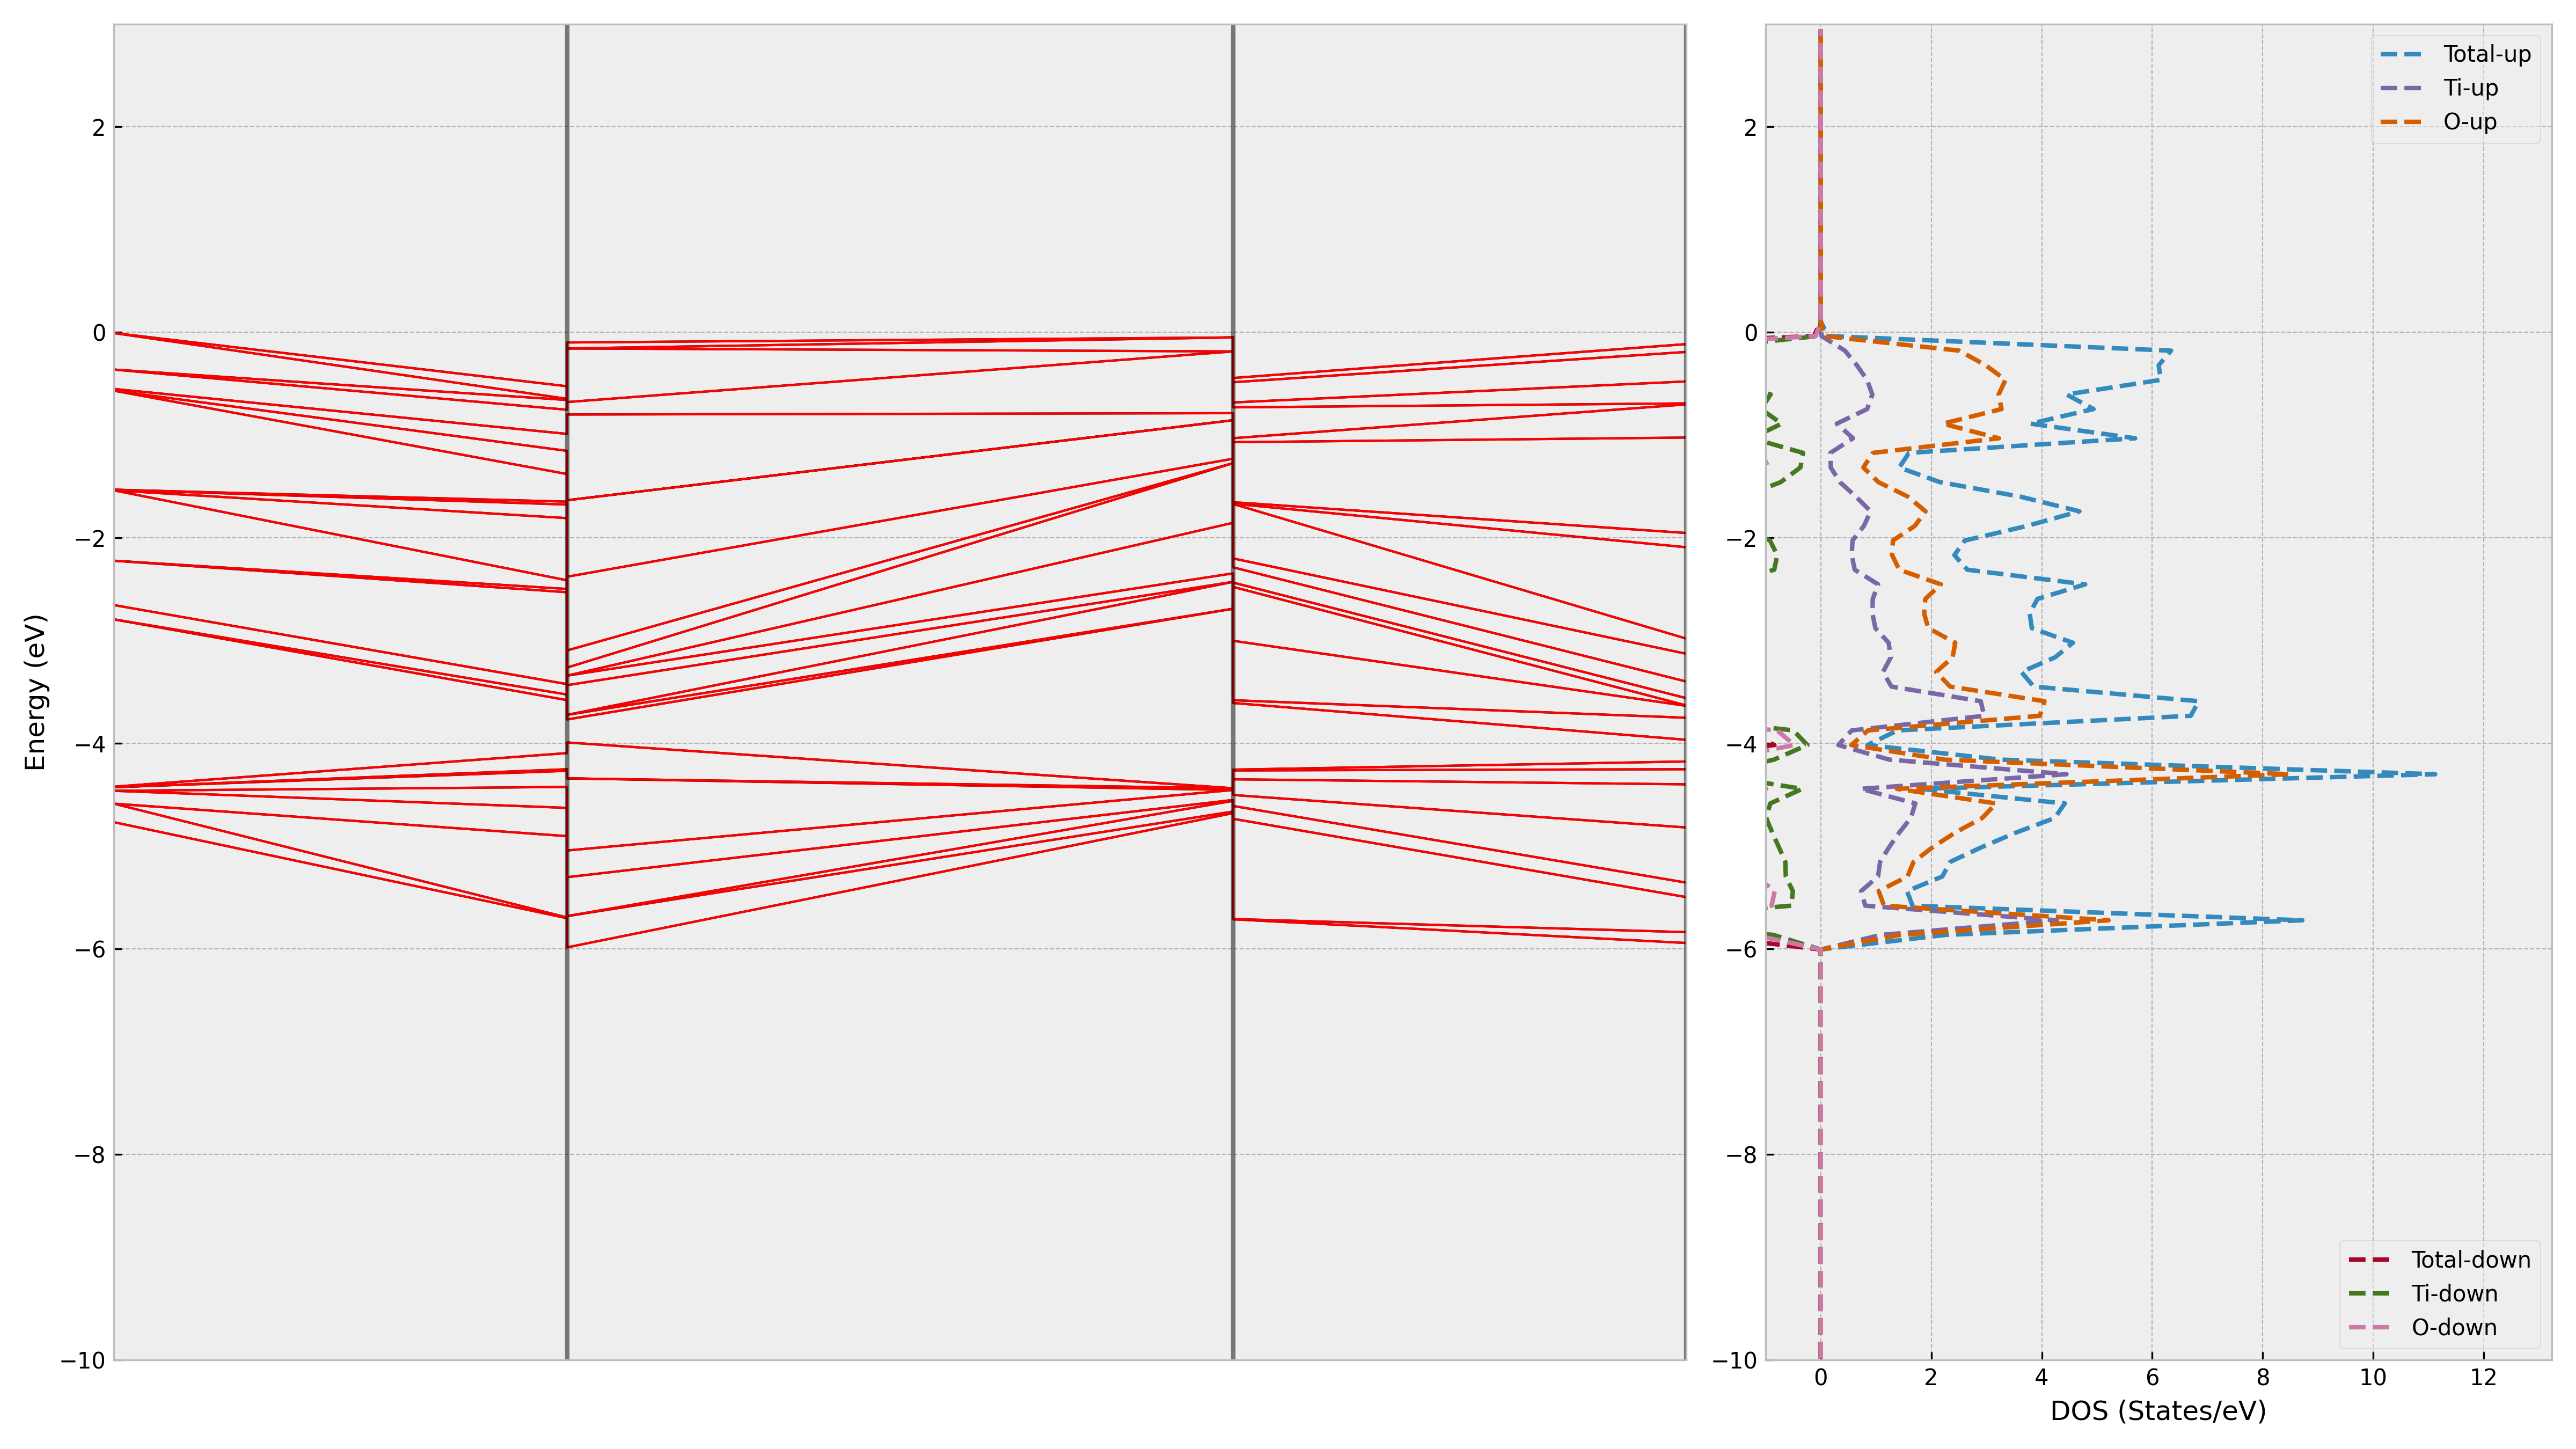 2
0
−2
−4
−6
−8
−10
Energy (eV)
2
0
−2
−4
−6
−8
−10
0 2 4 6 8 10 12
DOS (States/eV)
Total-up
Ti-up
O-up
Total-down
Ti-down
O-down